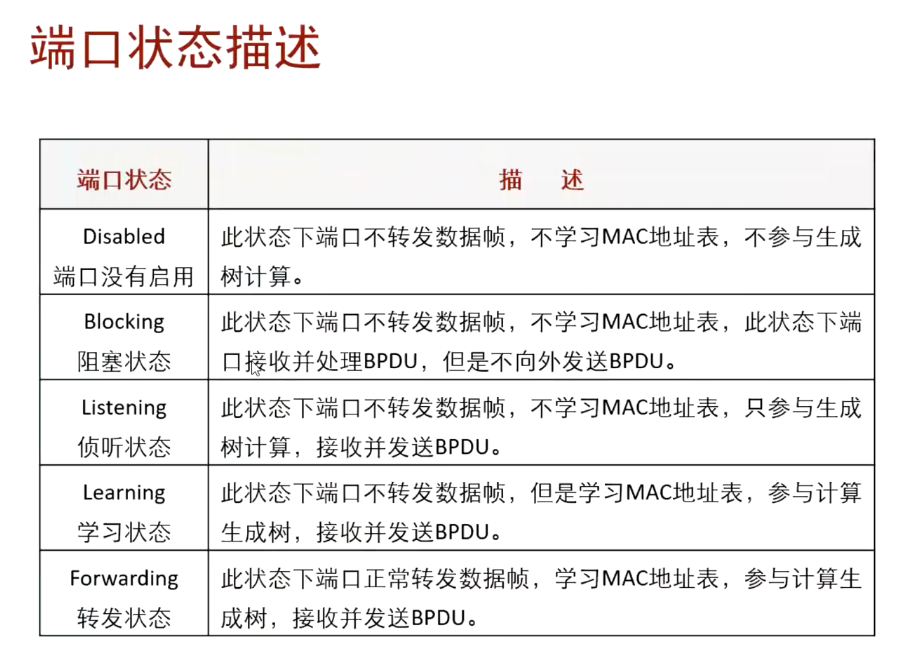 端口状态描述
端口状态
描 述
Disabled
端口没有启用
此状态下端口不转发数据帧，不学习MAC地址表，不参与生成
树计算。
Blocking
阻塞状态
此状态下端口不转发数据帧，不学习MAC地址表，此状态下端
口接收并处理BPDU，但是不向外发送BPDU。
Listening
侦听状态
此状态下端口不转发数据帧，不学习MAC地址表，只参与生成
树计算，接收并发送BPDU。
Learning
学习状态
此状态下端口不转发数据帧，但是学习MAC地址表，参与计算
生成树，接收并发送BPDU。
Forwarding
转发状态
此状态下端口正常转发数据帧，学习MAC地址表，参与计算生
成树，接收并发送BPDU。